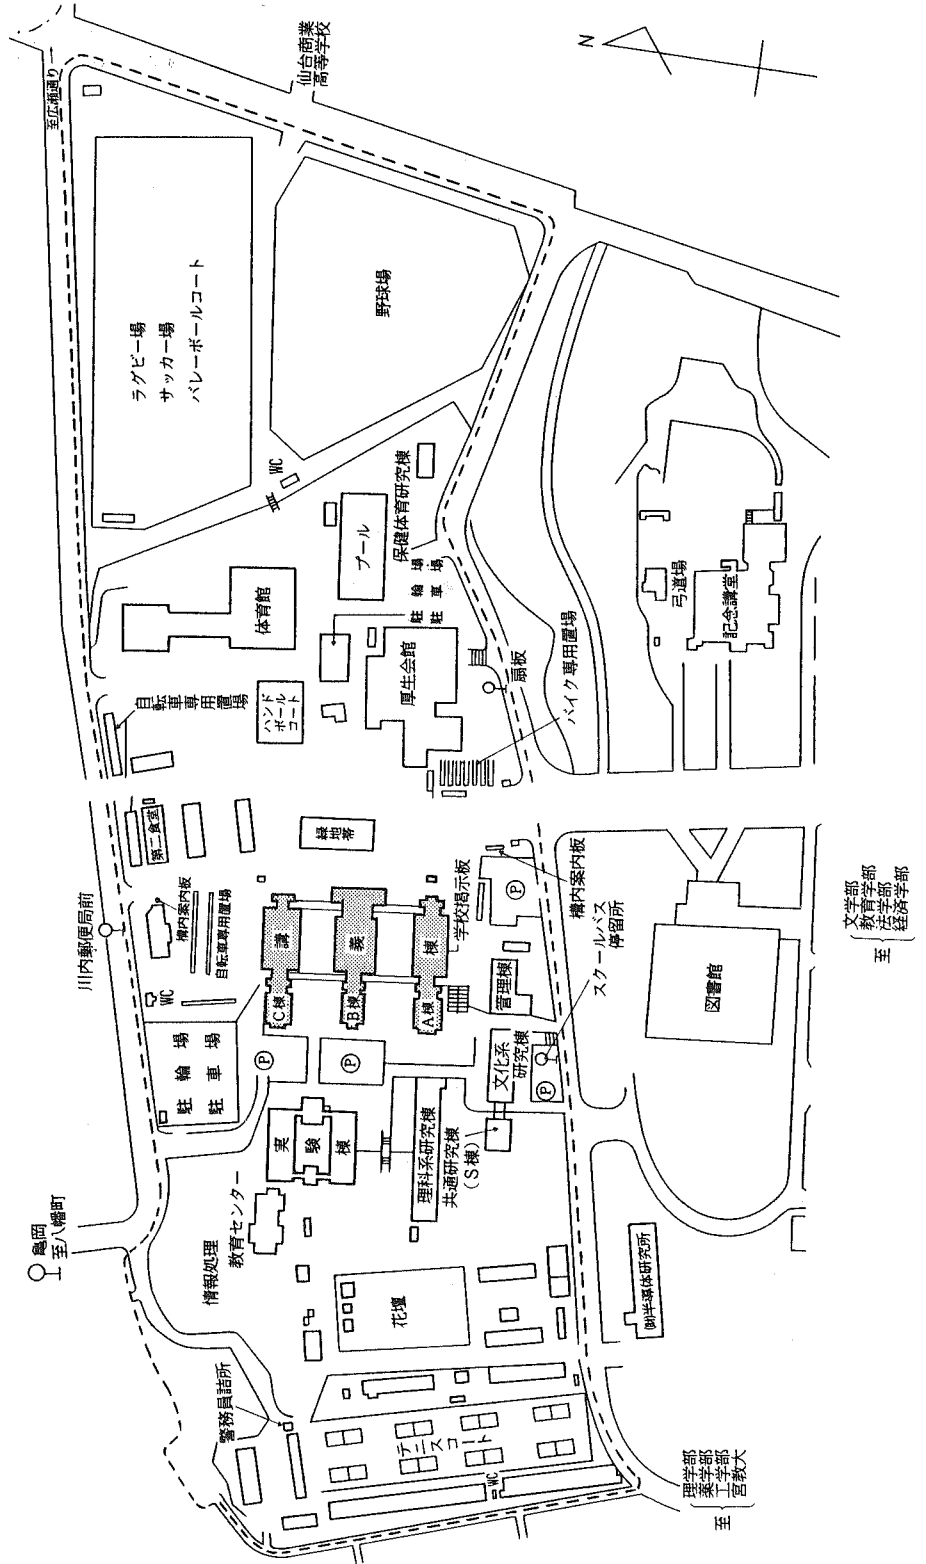 至広瀬通り
仙台商業
高等学校
N
ラグビー場
サッカー場
バレーボールコート
野球場
WC
体育館
プール
保健体育研究棟
駐輪場
駐車場
自転車
専用
置場
ハンド
ボール
コート
厚生会館
扇板
バイク専用置場
弓道場
記念講堂
川内郵便局前
第二食堂
構内案内板
自転車専用置場
WC
緑地帯
講
義
棟
C棟
B棟
A棟
学校掲示板
P
構内案内板
スクールバス
停留所
管理棟
図書館
文学部
教育学部
法学部
経済学部
至
駐輪場
駐車場
P
P
文化系
研究棟
P
実
験
棟
理科系研究棟
共通研究棟
(S棟)
亀岡
至八幡町
情報処理
教育センター
花壇
㈶半導体研究所
警務員詰所
テニスコート
WC
理学部
薬学部
工学部
宮教大
至